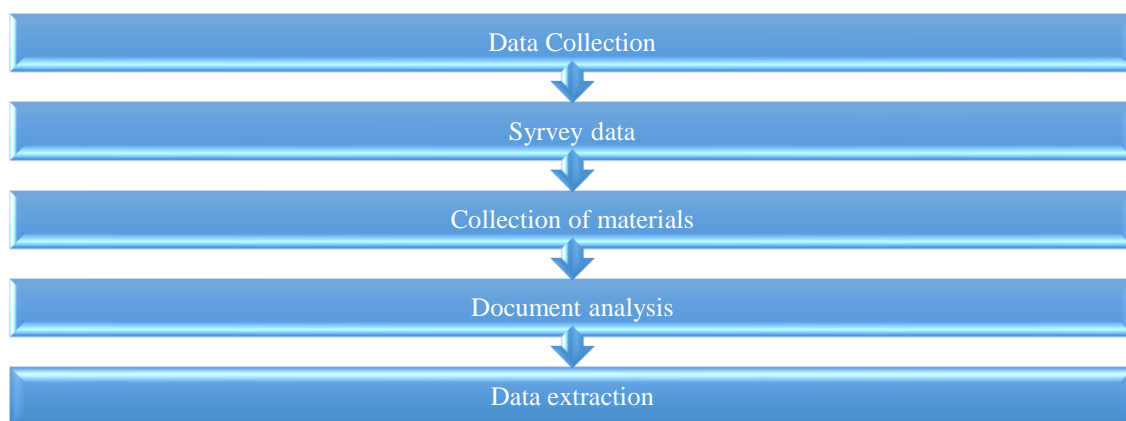 Data Collection
Syrvey data
Collection of materials
Document analysis
Data extraction